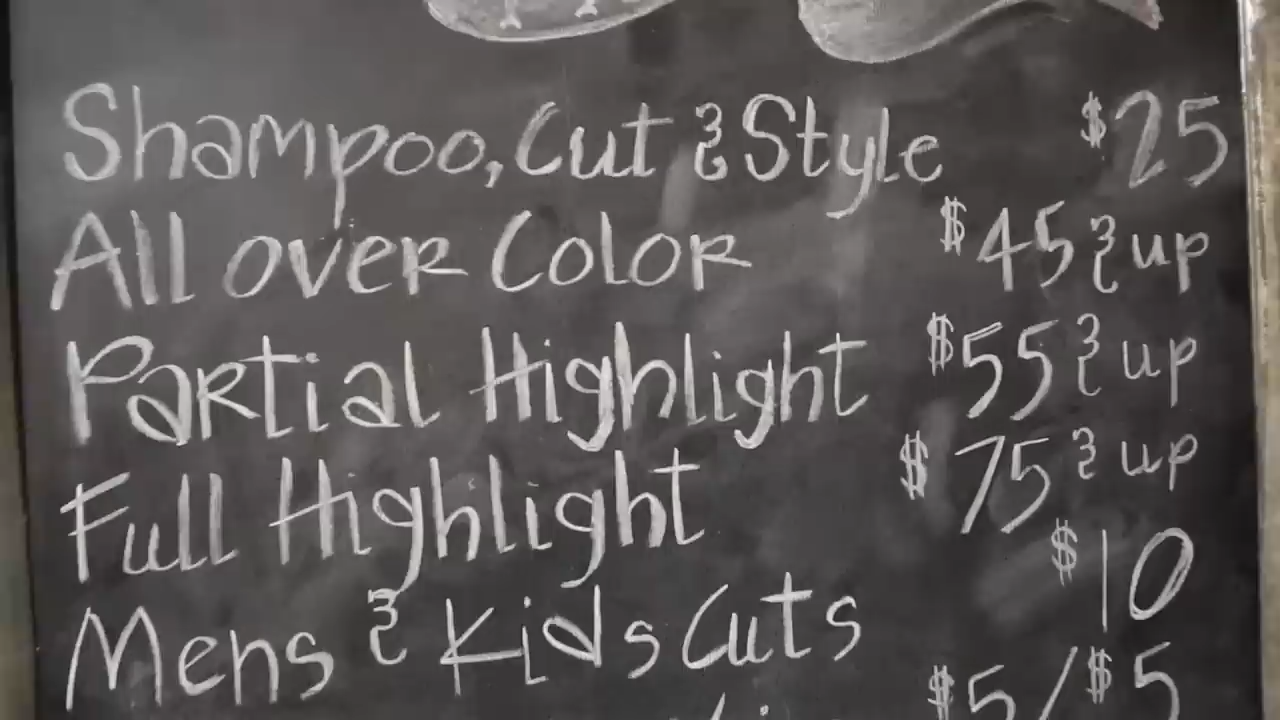 Shampoo, Cut & Style $25
All over Color $45 & up
Partial Highlight $55 & up
Full Highlight $75 & up
Mens & Kids Cuts $10
$5/$5